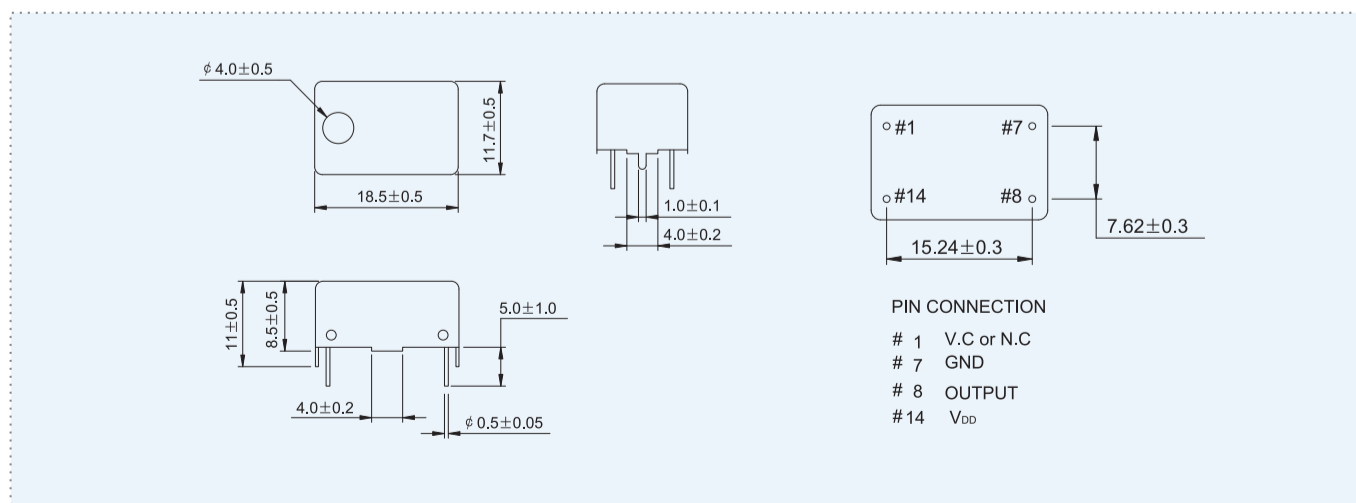 ϕ 4.0±0.5
11.7±0.5
18.5±0.5
1.0±0.1
4.0±0.2
#1 #7
#14 #8
7.62±0.3
15.24±0.3
11±0.5
8.5±0.5
5.0±1.0
4.0±0.2
ϕ 0.5±0.05
PIN CONNECTION
# 1 V.C or N.C
# 7 GND
# 8 OUTPUT
#14 VDD